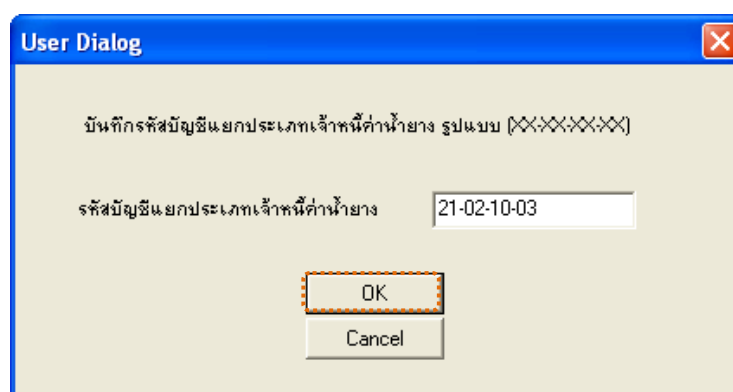 User Dialog
บันทึกรหัสบัญชีแยกประเภทเจ้าหนี้ค่าน้ำยาง รูปแบบ (XX-XX-XX-XX)
รหัสบัญชีแยกประเภทเจ้าหนี้ค่าน้ำยาง 21-02-10-03
OK
Cancel